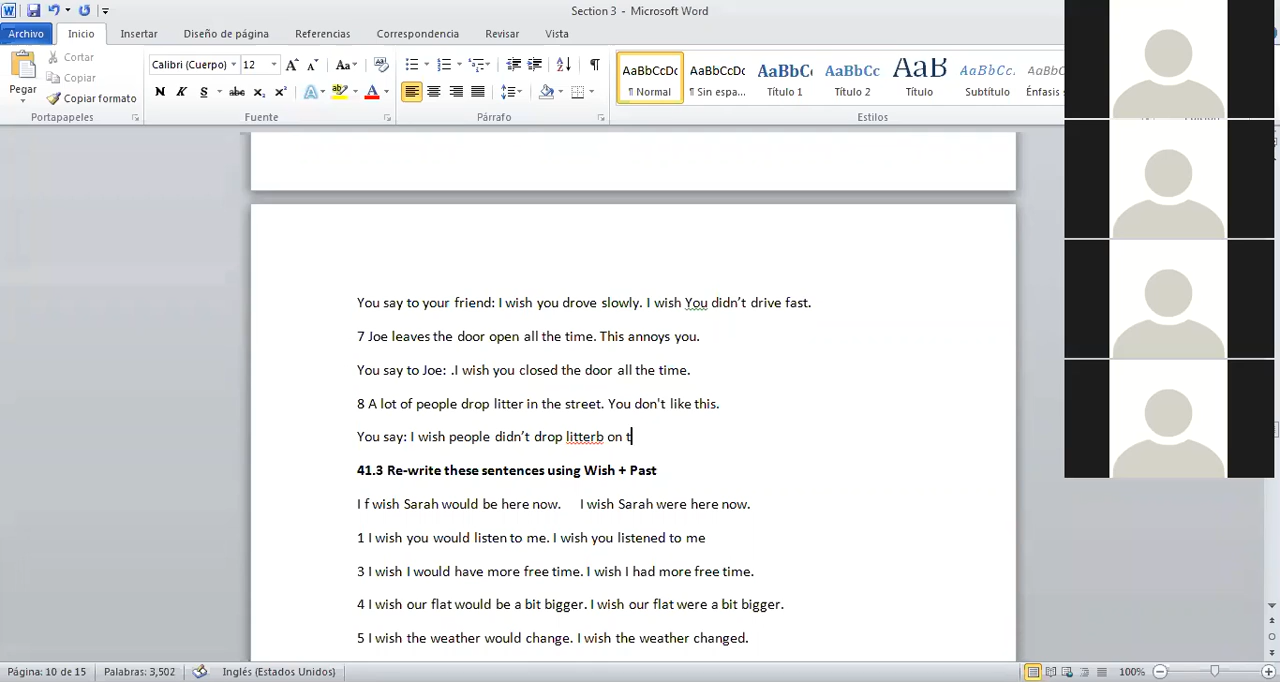 Section 3 - Microsoft Word
Archivo Inicio Insertar Diseño de página Referencias Correspondencia Revisar Vista
Cortar
Copiar
Copiar formato
Pegar
Portapapeles
Calibri (Cuerpo) 12
Fuente
Párrafo
AaBbCcDc AaBbCcDc AaBbC AaBbCc AaB AaBbCcI
¶ Normal ¶ Sin espa... Título 1 Título 2 Título Subtítulo Énfasis
Estilos
You say to your friend: I wish you drove slowly. I wish You didn’t drive fast.
7 Joe leaves the door open all the time. This annoys you.
You say to Joe: .I wish you closed the door all the time.
8 A lot of people drop litter in the street. You don't like this.
You say: I wish people didn’t drop litterb on t
41.3 Re-write these sentences using Wish + Past
I f wish Sarah would be here now. I wish Sarah were here now.
1 I wish you would listen to me. I wish you listened to me
3 I wish I would have more free time. I wish I had more free time.
4 I wish our flat would be a bit bigger. I wish our flat were a bit bigger.
5 I wish the weather would change. I wish the weather changed.
Página: 10 de 15 Palabras: 3,502 Inglés (Estados Unidos) 100%